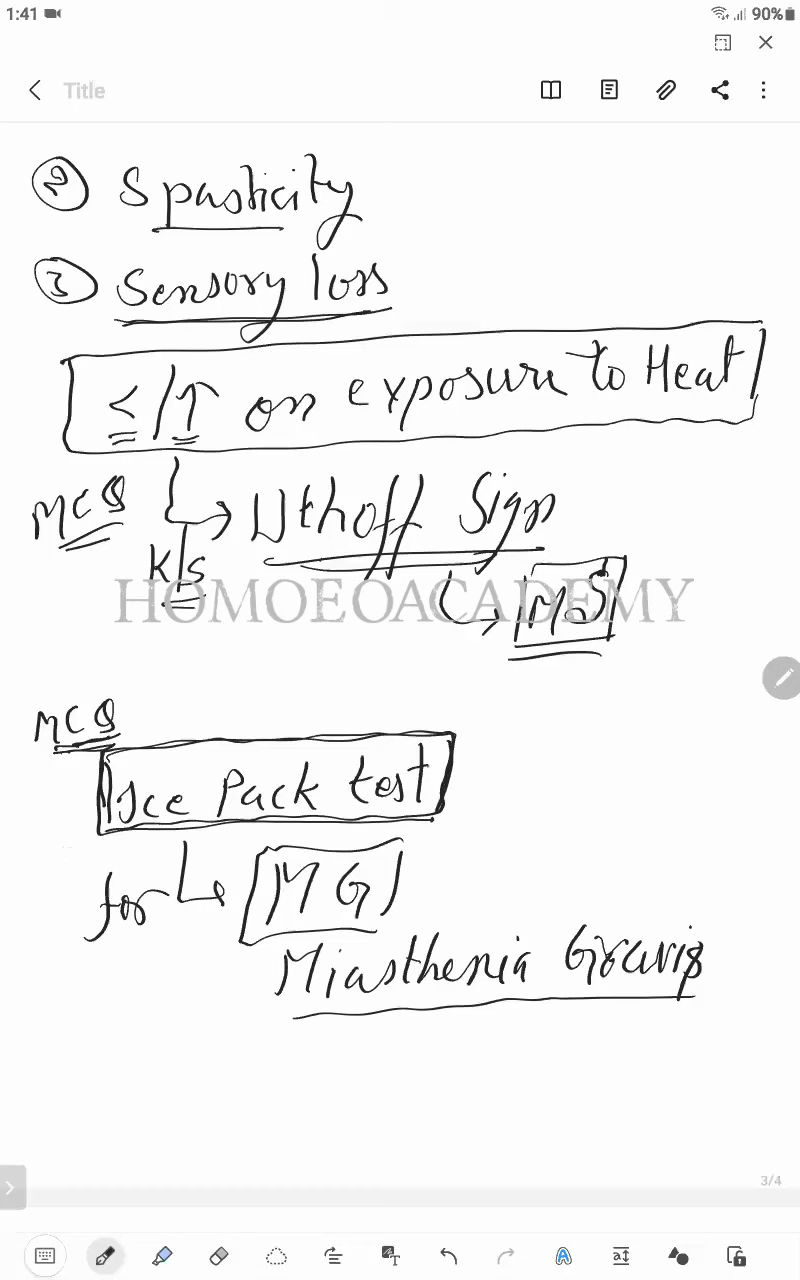 1:41 90%
Title
② Spasticity
③ Sensory loss
</↑ on exposure to Heat
MCQ
K/s → Uthoff Sign
HOMOEOACADEMY
→ MS
MCQ
Ice Pack test
for → MG
Miasthenia Gravis
3/4